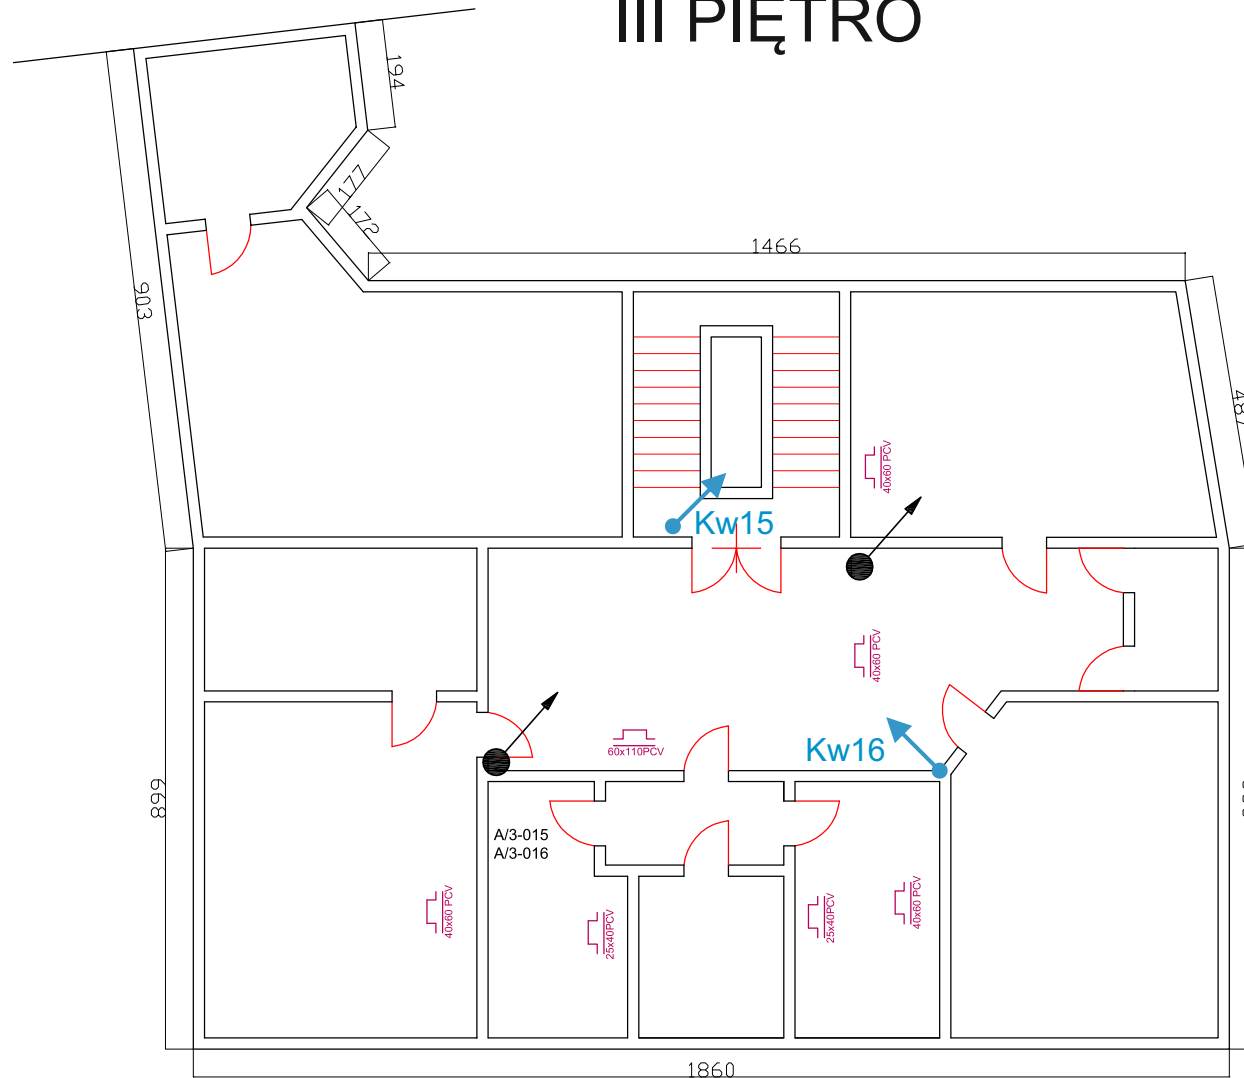 III PIĘTRO
194
177
172
1466
903
487
40x60 PCV
Kw15
40x60 PCV
60x110PCV
Kw16
899
A/3-015
A/3-016
40x60 PCV
25x40PCV
25x40PCV
40x60 PCV
1860